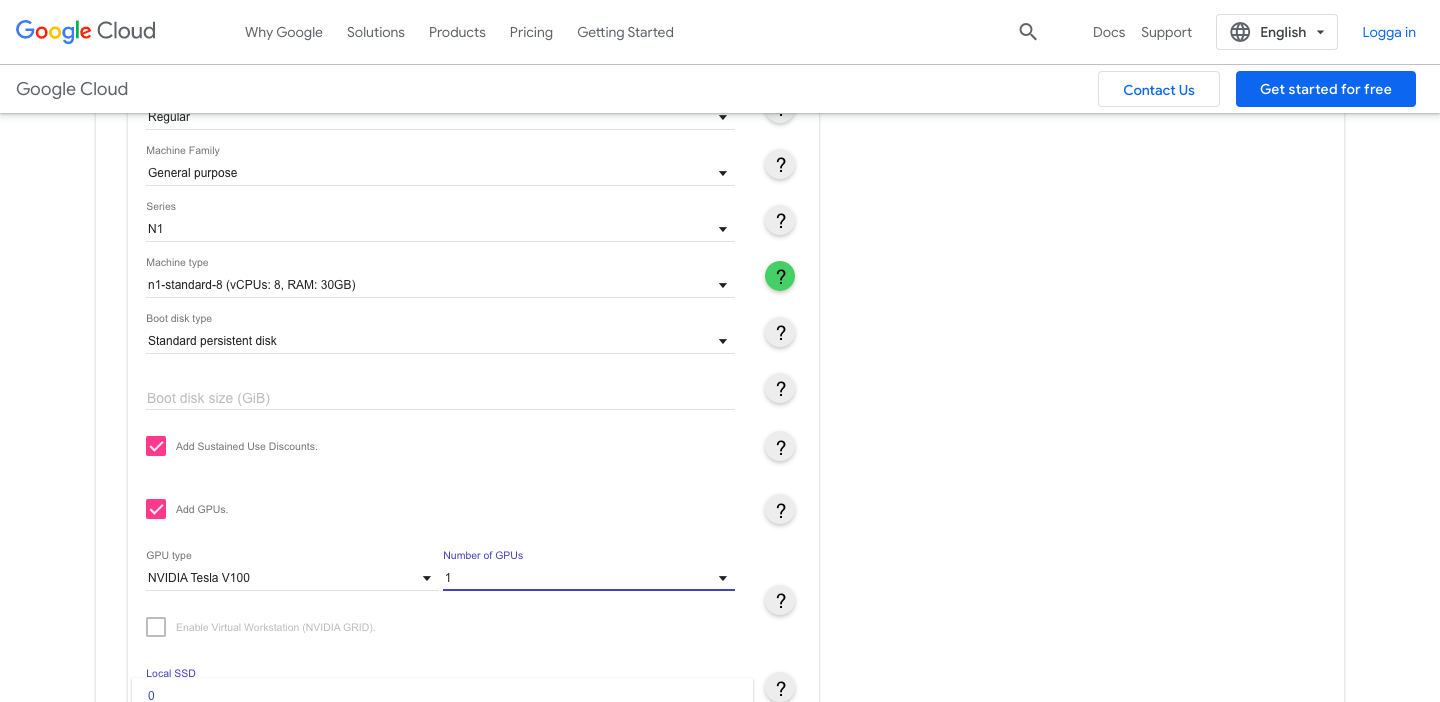 Google Cloud
Why Google Solutions Products Pricing Getting Started Docs Support English Logga in
Google Cloud Contact Us Get started for free
Regular
?
Machine Family
General purpose
?
Series
N1
?
Machine type
n1-standard-8 (vCPUs: 8, RAM: 30GB)
?
Boot disk type
Standard persistent disk
?
Boot disk size (GiB)
?
Add Sustained Use Discounts.
?
Add GPUs.
?
GPU type Number of GPUs
NVIDIA Tesla V100 1
?
Enable Virtual Workstation (NVIDIA GRID).
Local SSD
?
0